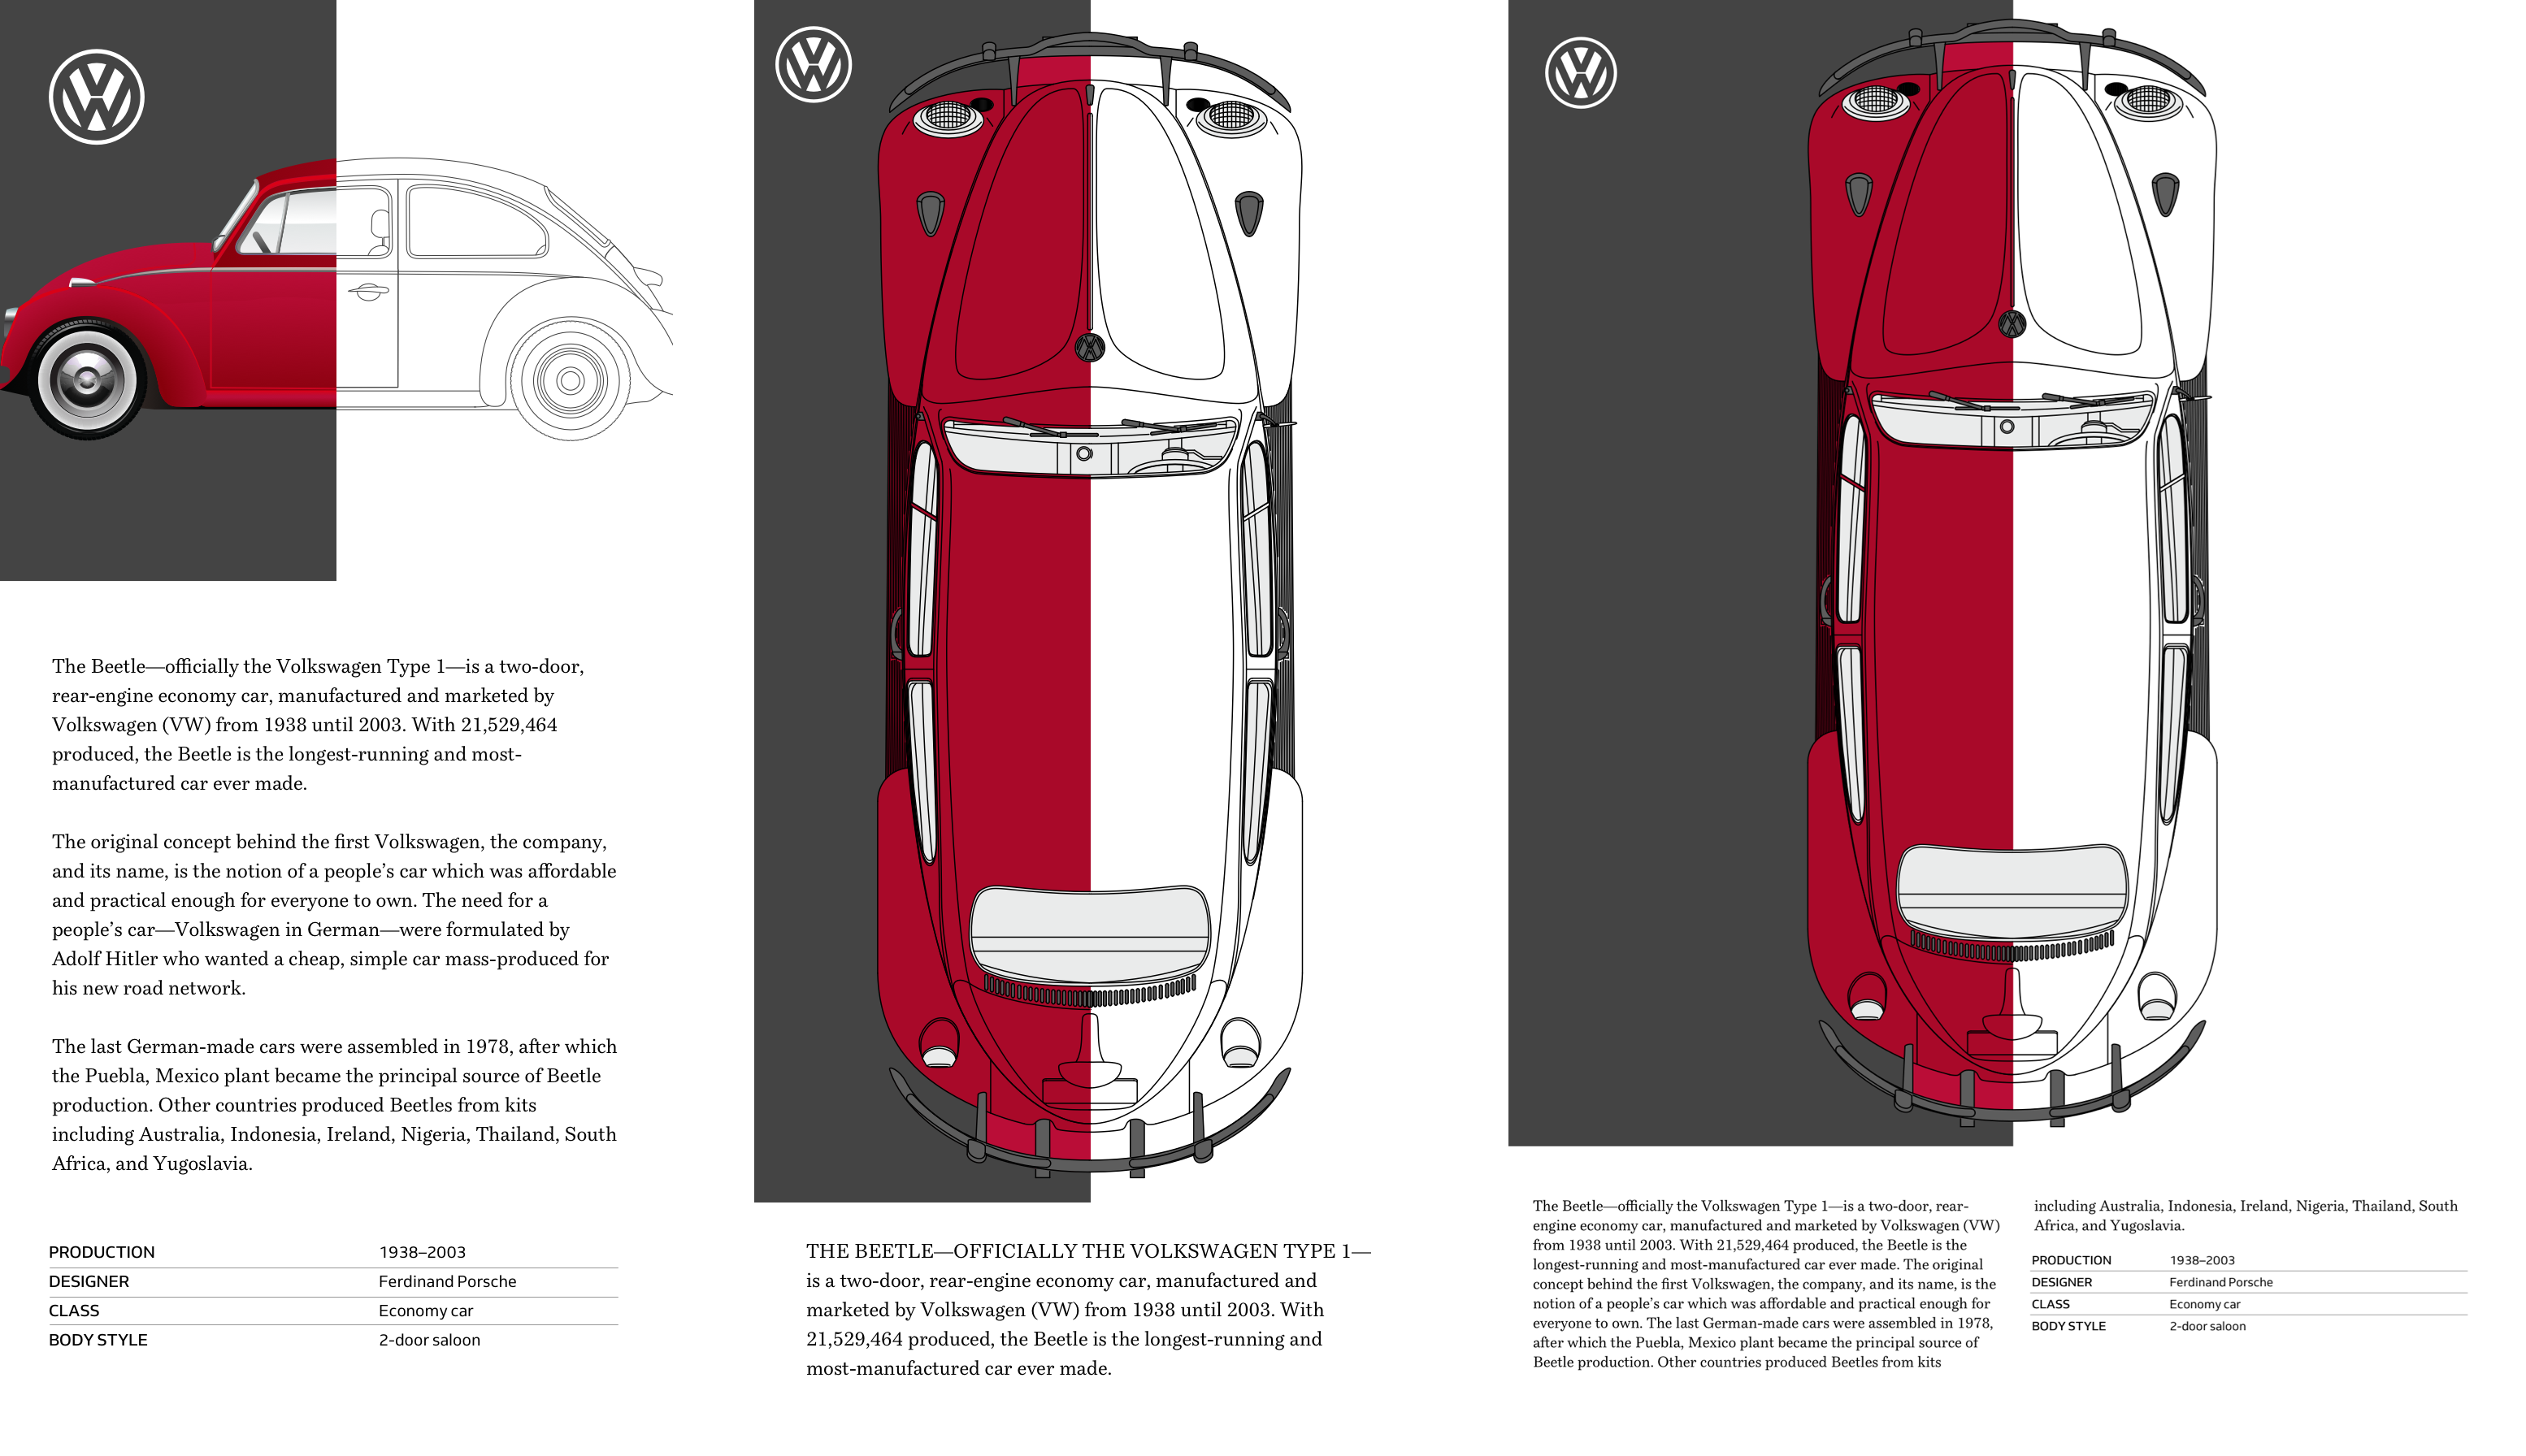 The Beetle—officially the Volkswagen Type 1—is a two-door,
rear-engine economy car, manufactured and marketed by
Volkswagen (VW) from 1938 until 2003. With 21,529,464
produced, the Beetle is the longest-running and most-
manufactured car ever made.
The original concept behind the first Volkswagen, the company,
and its name, is the notion of a people’s car which was affordable
and practical enough for everyone to own. The need for a
people’s car—Volkswagen in German—were formulated by
Adolf Hitler who wanted a cheap, simple car mass-produced for
his new road network.
The last German-made cars were assembled in 1978, after which
the Puebla, Mexico plant became the principal source of Beetle
production. Other countries produced Beetles from kits
including Australia, Indonesia, Ireland, Nigeria, Thailand, South
Africa, and Yugoslavia.
PRODUCTION 1938–2003
DESIGNER Ferdinand Porsche
CLASS Economy car
BODY STYLE 2-door saloon
THE BEETLE—OFFICIALLY THE VOLKSWAGEN TYPE 1—
is a two-door, rear-engine economy car, manufactured and
marketed by Volkswagen (VW) from 1938 until 2003. With
21,529,464 produced, the Beetle is the longest-running and
most-manufactured car ever made.
The Beetle—officially the Volkswagen Type 1—is a two-door, rear-
engine economy car, manufactured and marketed by Volkswagen (VW)
from 1938 until 2003. With 21,529,464 produced, the Beetle is the
longest-running and most-manufactured car ever made. The original
concept behind the first Volkswagen, the company, and its name, is the
notion of a people’s car which was affordable and practical enough for
everyone to own. The last German-made cars were assembled in 1978,
after which the Puebla, Mexico plant became the principal source of
Beetle production. Other countries produced Beetles from kits
including Australia, Indonesia, Ireland, Nigeria, Thailand, South
Africa, and Yugoslavia.
PRODUCTION 1938–2003
DESIGNER Ferdinand Porsche
CLASS Economy car
BODY STYLE 2-door saloon